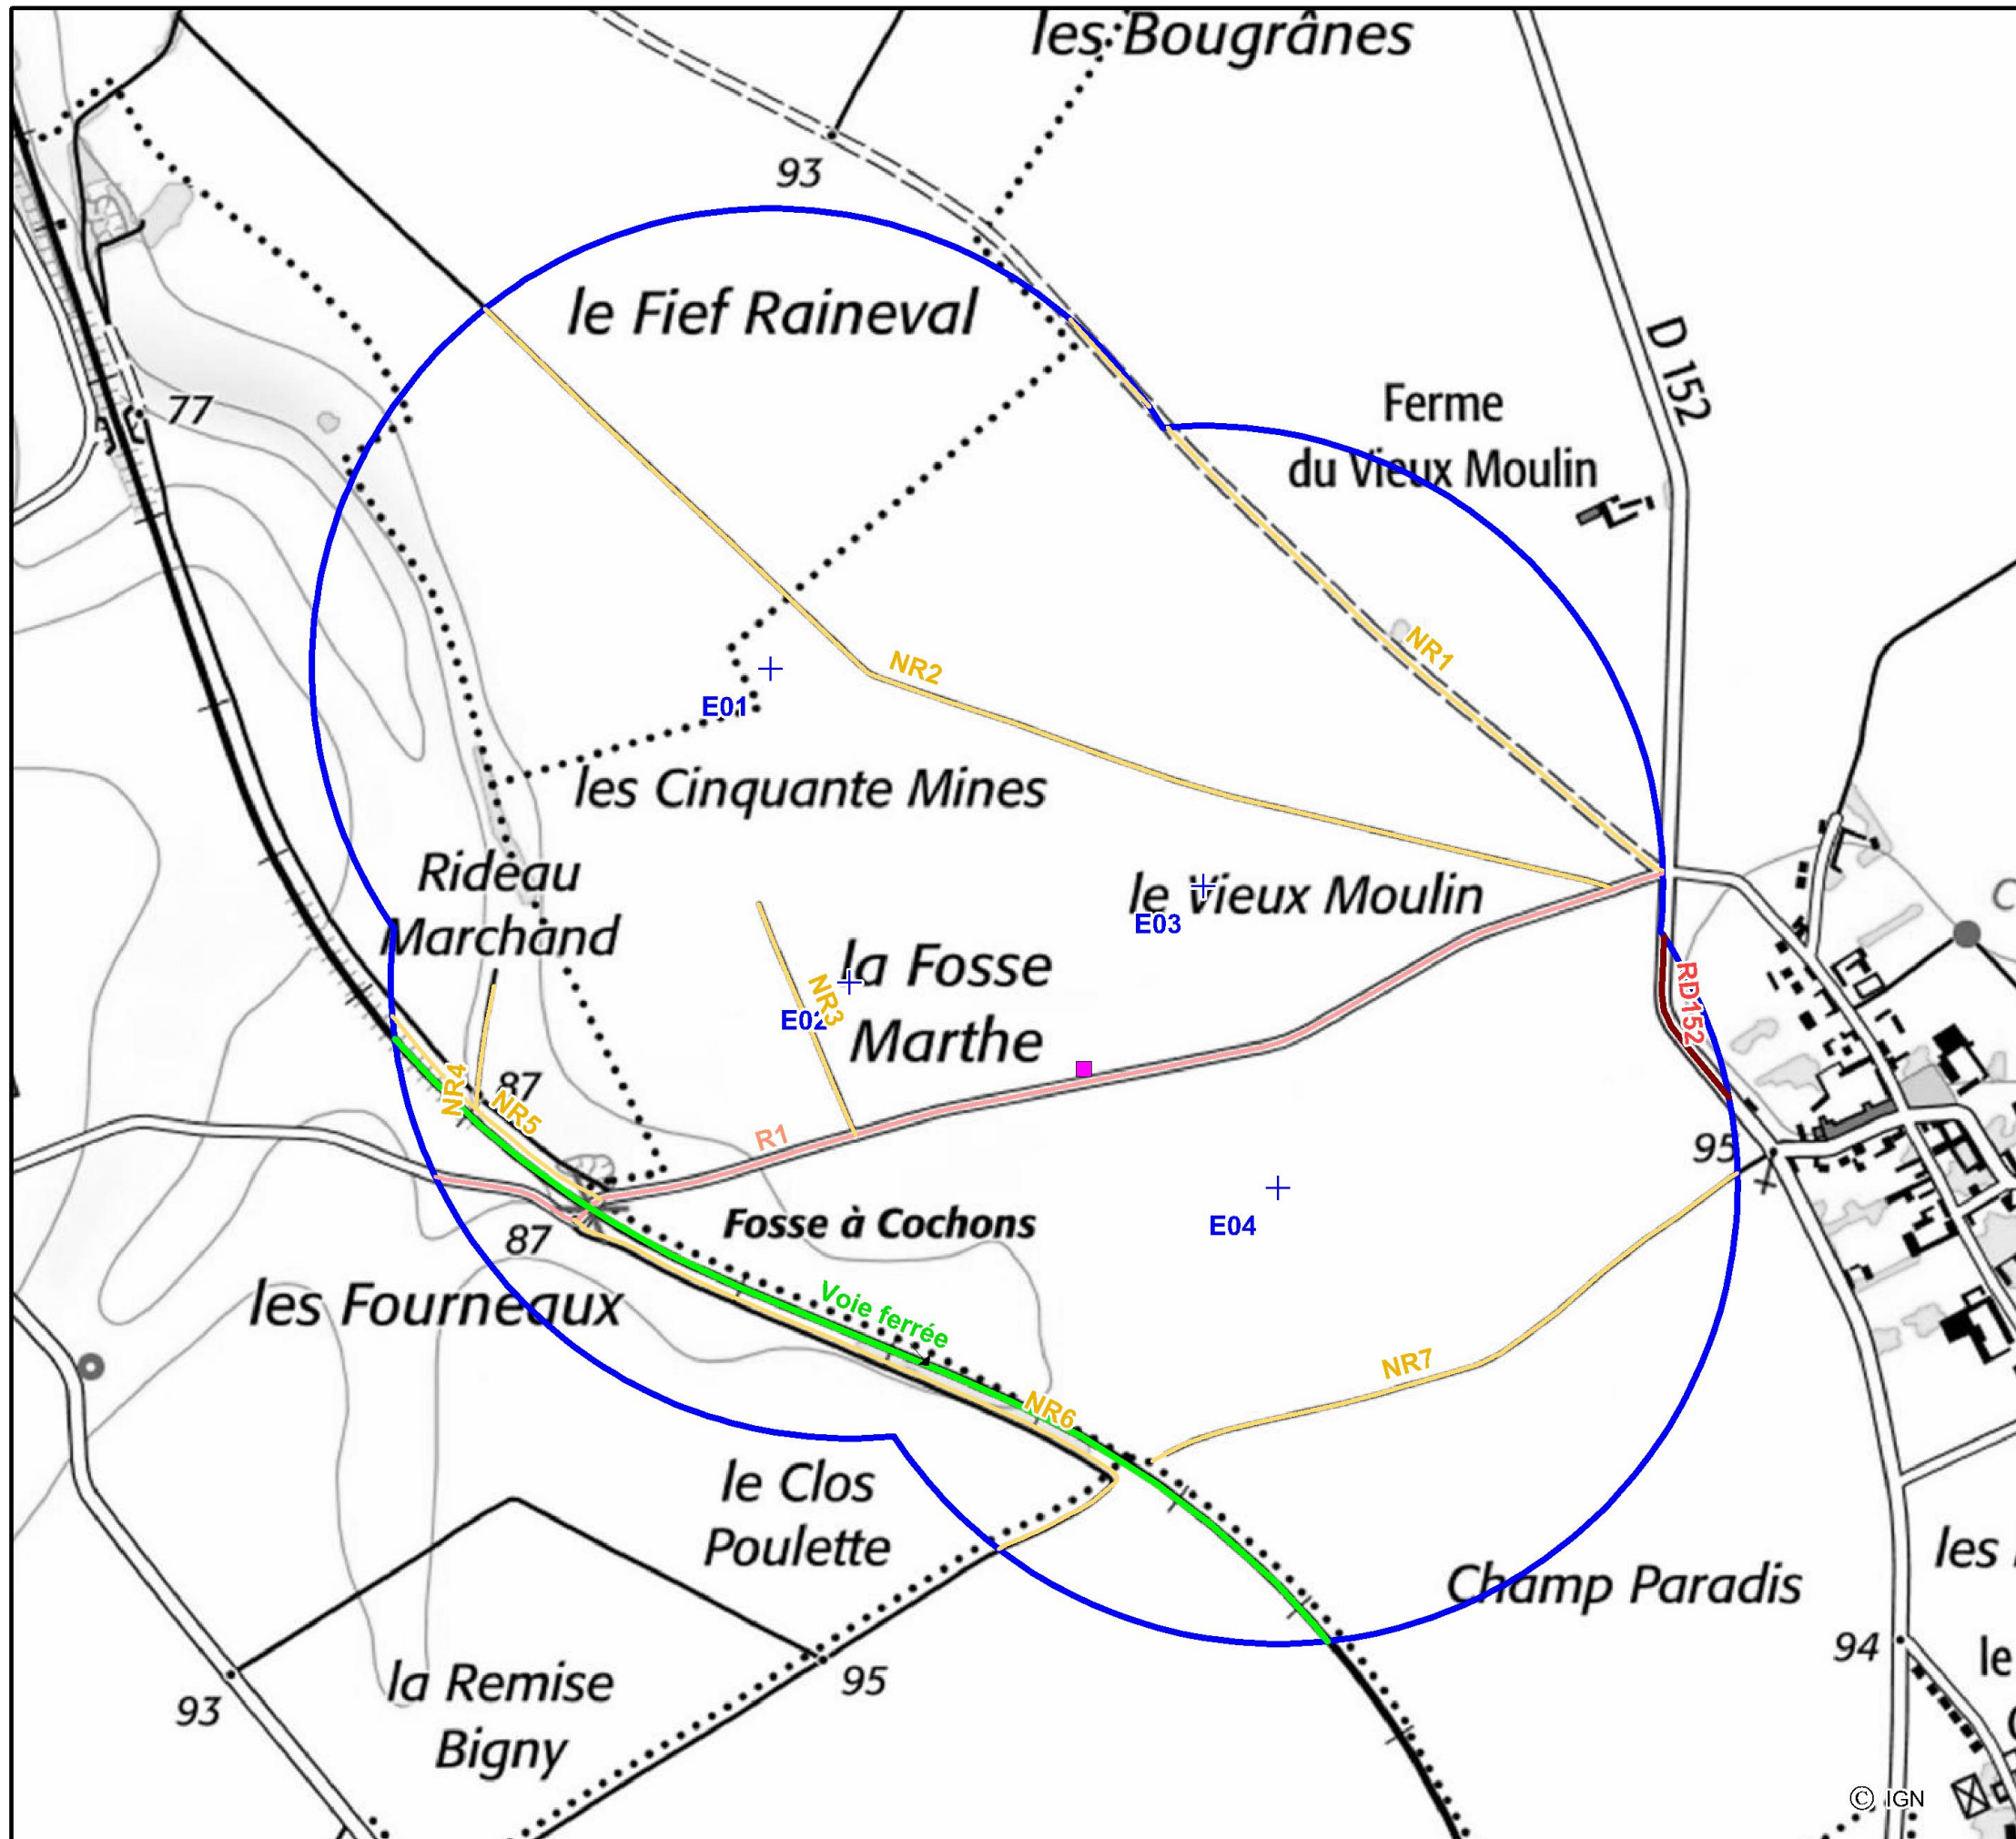 les Bougrânes
93
le Fief Raineval
D 152
77
Ferme
du Vieux Moulin
NR1
NR2
E01
les Cinquante Mines
Rideau
Marchand
le Vieux Moulin
E03
la Fosse
Marthe
NR3
E02
RD152
87
NR4
NR5
R1
95
Fosse à Cochons
E04
87
les Fourneaux
Voie ferrée
NR7
NR6
le Clos
Poulette
les
Champ Paradis
94
le
95
la Remise
Bigny
93
© IGN